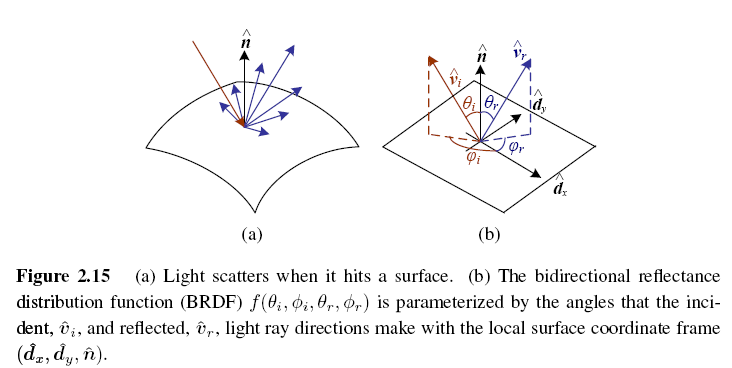 n̂
(a)
v̂ᵢ n̂ v̂ᵣ
θᵢ θᵣ d̂ᵧ
φᵢ φᵣ
d̂ₓ
(b)
Figure 2.15 (a) Light scatters when it hits a surface. (b) The bidirectional reflectance
distribution function (BRDF) f(θᵢ, ϕᵢ, θᵣ, ϕᵣ) is parameterized by the angles that the inci-
dent, v̂ᵢ, and reflected, v̂ᵣ, light ray directions make with the local surface coordinate frame
(d̂ₓ, d̂ᵧ, n̂).